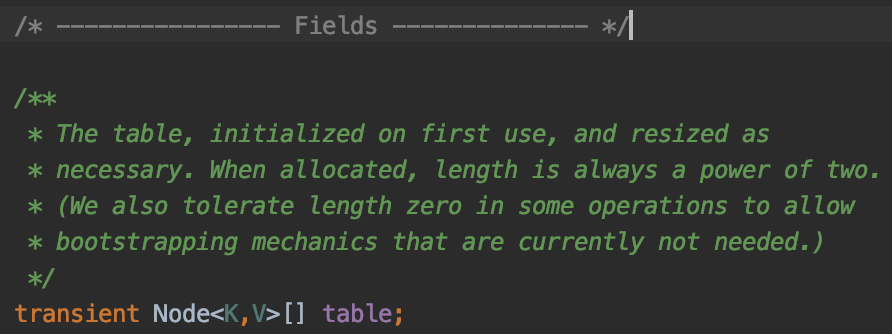 /* ---------------- Fields -------------- */
/**
 * The table, initialized on first use, and resized as
 * necessary. When allocated, length is always a power of two.
 * (We also tolerate length zero in some operations to allow
 * bootstrapping mechanics that are currently not needed.)
 */
transient Node<K,V>[] table;